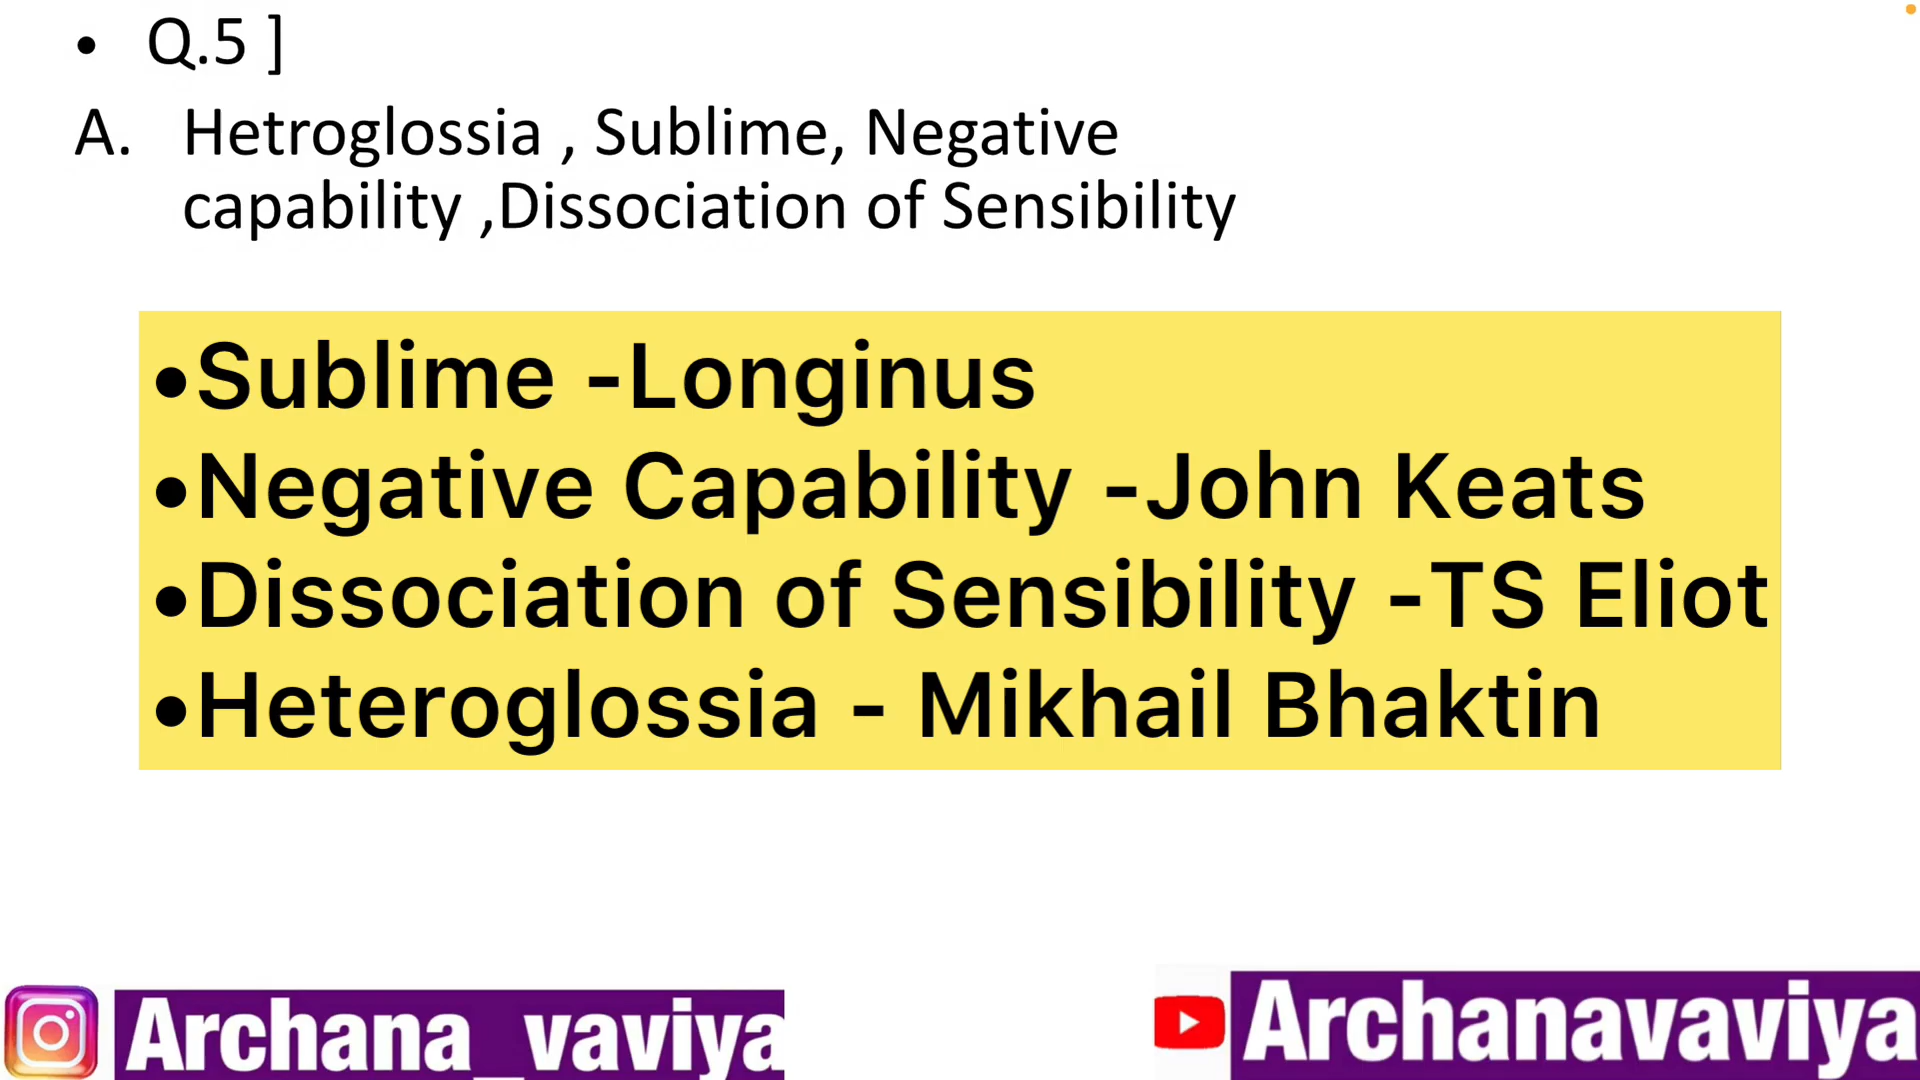 • Q.5 ]
A. Hetroglossia , Sublime, Negative
capability ,Dissociation of Sensibility
•Sublime -Longinus
•Negative Capability -John Keats
•Dissociation of Sensibility -TS Eliot
•Heteroglossia - Mikhail Bhaktin
Archana_vaviya
Archanavaviya